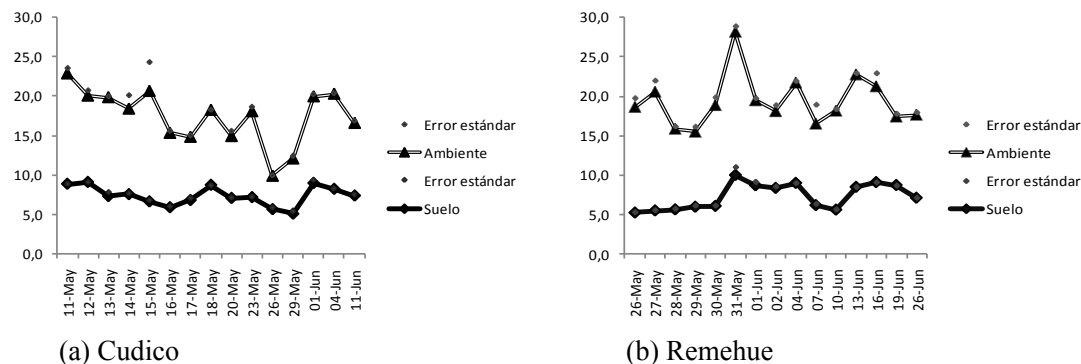 30,0
25,0
20,0
15,0
10,0
5,0
0,0
11-May
12-May
13-May
14-May
15-May
16-May
17-May
18-May
20-May
23-May
26-May
29-May
01-Jun
04-Jun
11-Jun
Error estándar
Ambiente
Error estándar
Suelo
(a) Cudico
30,0
25,0
20,0
15,0
10,0
5,0
0,0
26-May
27-May
28-May
29-May
30-May
31-May
01-Jun
02-Jun
04-Jun
07-Jun
10-Jun
13-Jun
16-Jun
19-Jun
26-Jun
Error estándar
Ambiente
Error estándar
Suelo
(b) Remehue